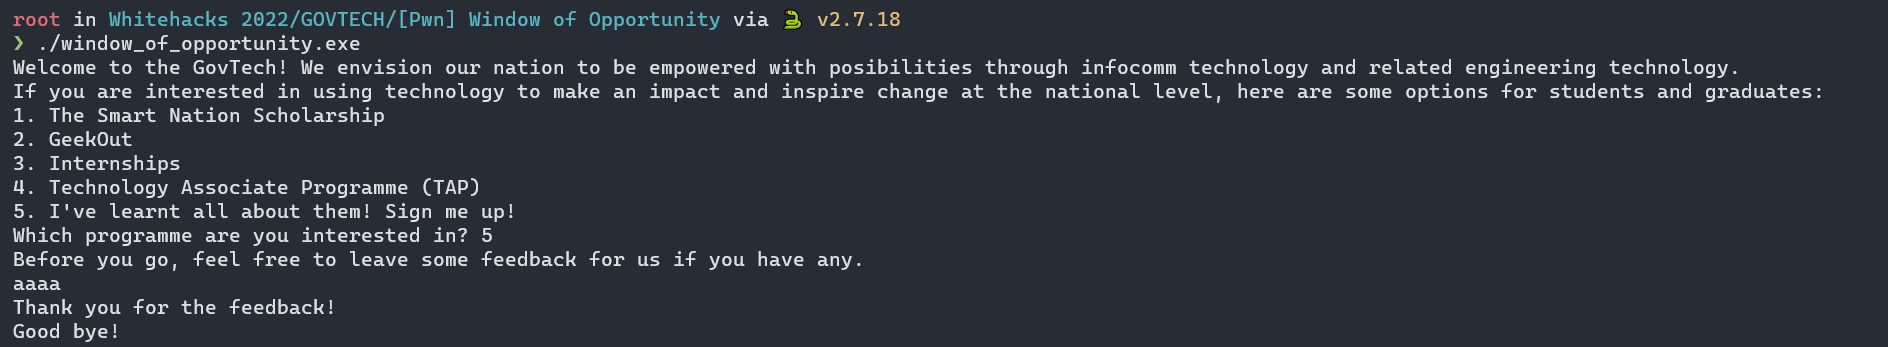 root in Whitehacks 2022/GOVTECH/[Pwn] Window of Opportunity via 🐍 v2.7.18
❯ ./window_of_opportunity.exe
Welcome to the GovTech! We envision our nation to be empowered with posibilities through infocomm technology and related engineering technology.
If you are interested in using technology to make an impact and inspire change at the national level, here are some options for students and graduates:
1. The Smart Nation Scholarship
2. GeekOut
3. Internships
4. Technology Associate Programme (TAP)
5. I've learnt all about them! Sign me up!
Which programme are you interested in? 5
Before you go, feel free to leave some feedback for us if you have any.
aaaa
Thank you for the feedback!
Good bye!